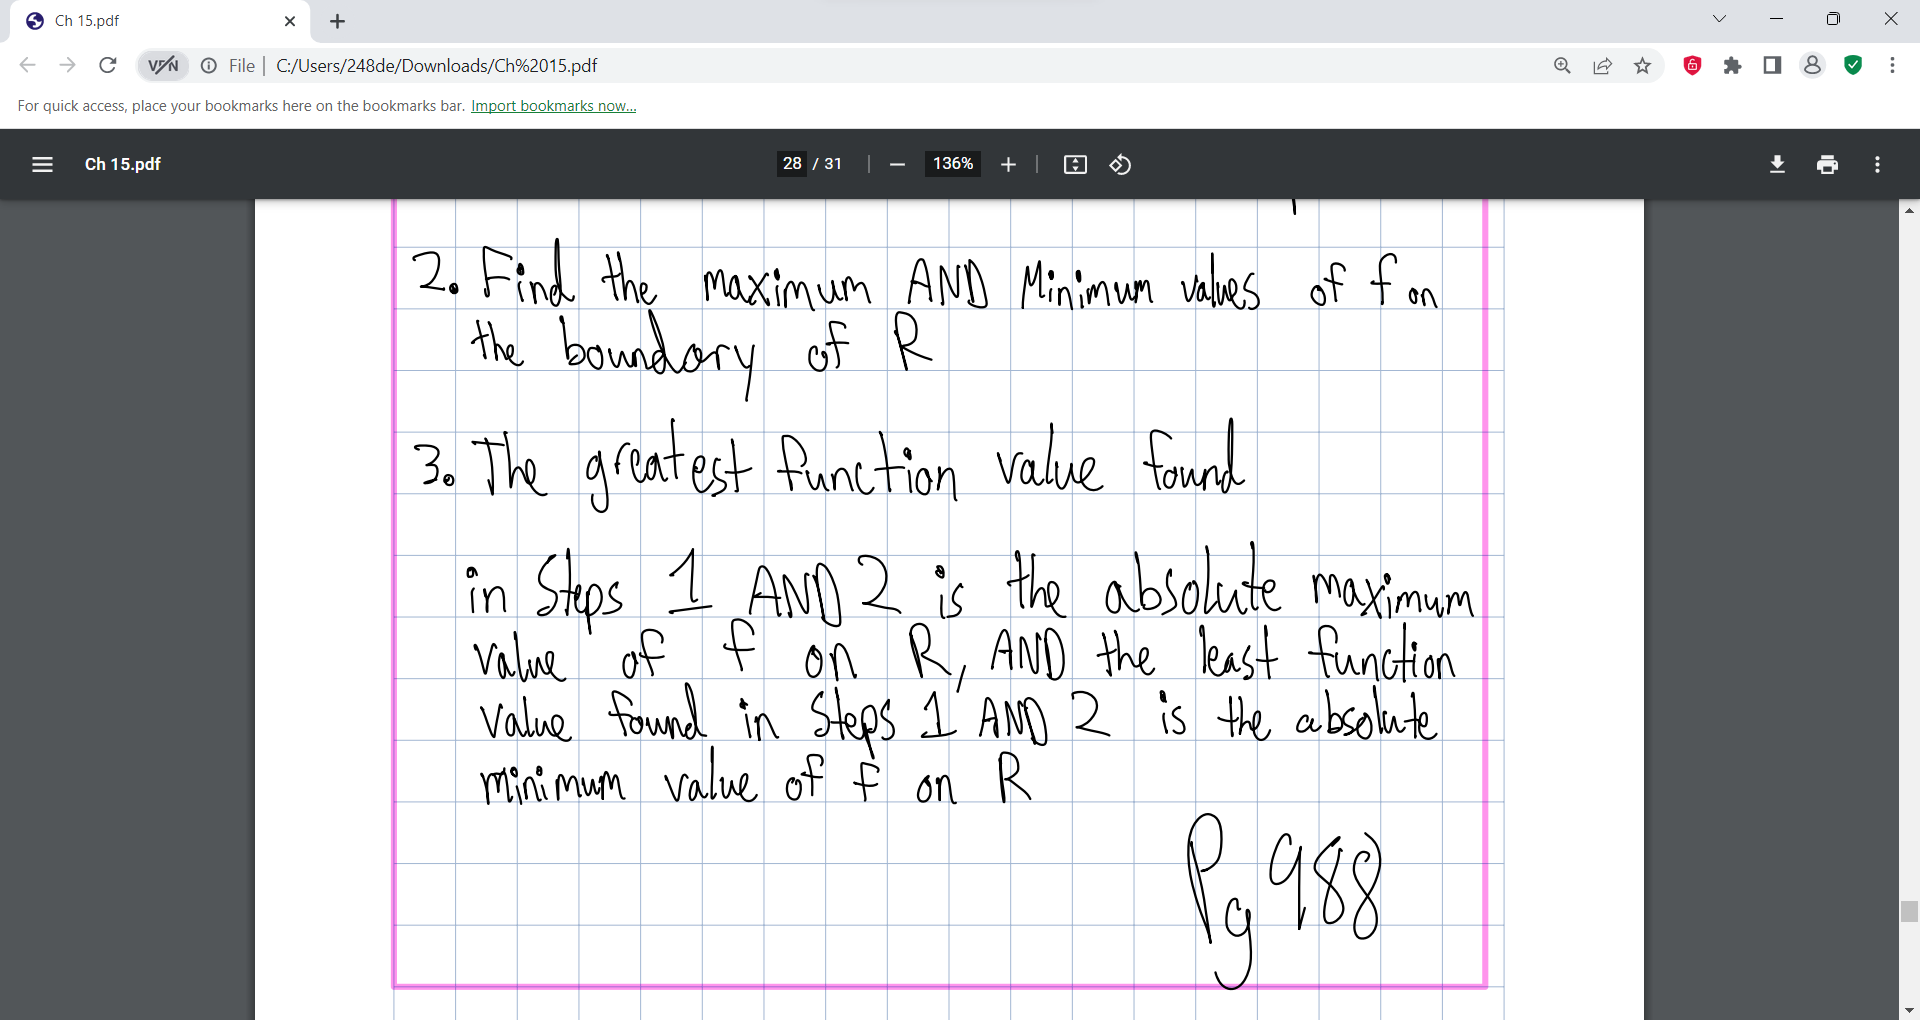 Ch 15.pdf
VPN File C:/Users/248de/Downloads/Ch%2015.pdf
For quick access, place your bookmarks here on the bookmarks bar. Import bookmarks now...
Ch 15.pdf 28 / 31 136%
2. Find the maximum AND Minimum values of f on
the boundary of R
3. The greatest function value found
in Steps 1 AND 2 is the absolute maximum
value of f on R, AND the least function
value found in Steps 1 AND 2 is the absolute
minimum value of f on R
Pg 988